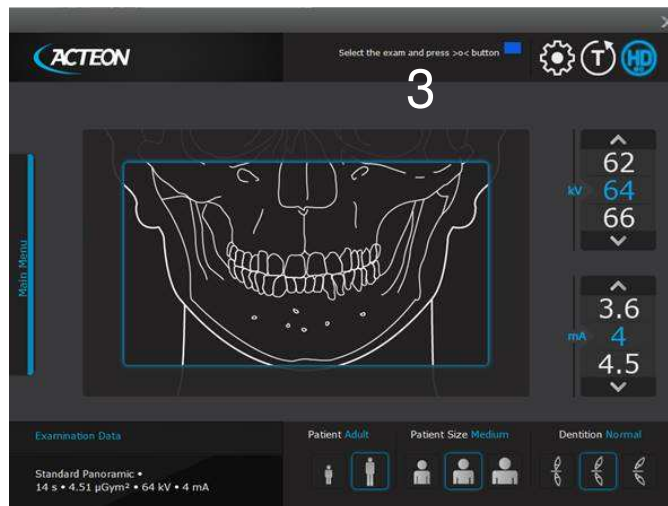 ACTEON
Select the exam and press >o< button
T
HD
3
62
kV 64
66
Main Menu
3.6
mA 4
4.5
Examination Data
Patient Adult
Patient Size Medium
Dentition Normal
Standard Panoramic •
14 s • 4.51 µGym² • 64 kV • 4 mA